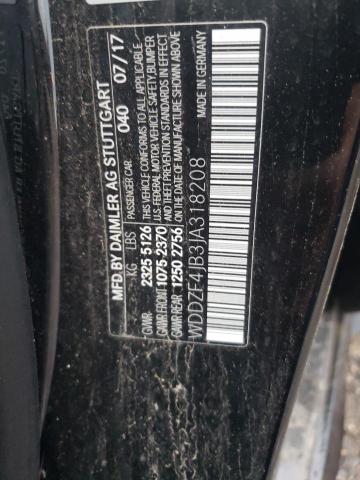 MFD.BY DAIMLER AG STUTTGART
PASSENGER CAR 040 07/17
KG LBS
GVWR 2325 5126
GAWR FRONT 1075 2370
GAWR REAR 1250 2756
THIS VEHICLE CONFORMS TO ALL APPLICABLE
U.S. FEDERAL MOTOR VEHICLE SAFETY, BUMPER
AND THEFT PREVENTION STANDARDS IN EFFECT
ON THE DATE OF MANUFACTURE SHOWN ABOVE
WDDZF4JB3JA318208
MADE IN GERMANY